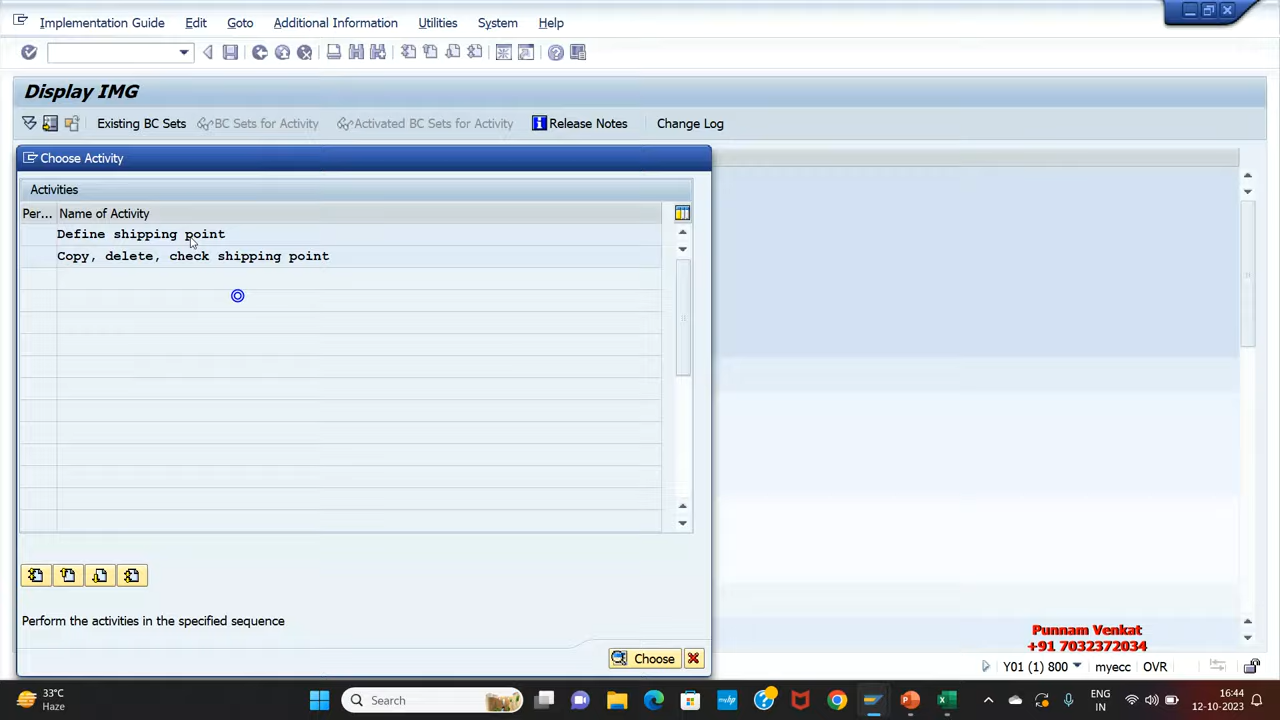 Implementation Guide Edit Goto Additional Information Utilities System Help
Display IMG
Existing BC Sets BC Sets for Activity Activated BC Sets for Activity Release Notes Change Log
Choose Activity
Activities
Per... Name of Activity
Define shipping point
Copy, delete, check shipping point
Perform the activities in the specified sequence
Choose
Punnam Venkat
+91 7032372034
Y01 (1) 800 myecc OVR
33°C
Haze
Search
ENG
IN
16:44
12-10-2023